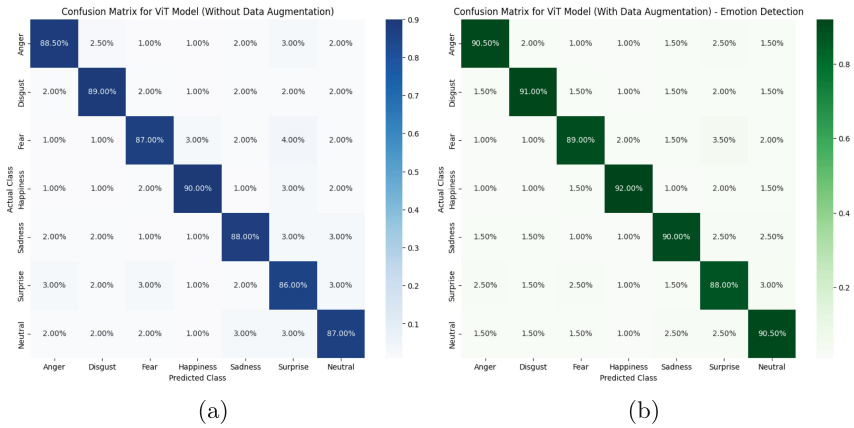 Confusion Matrix for ViT Model (Without Data Augmentation)
Actual Class
Anger 88.50% 2.50% 1.00% 1.00% 2.00% 3.00% 2.00%
Disgust 2.00% 89.00% 2.00% 1.00% 2.00% 2.00% 2.00%
Fear 1.00% 1.00% 87.00% 3.00% 2.00% 4.00% 2.00%
Happiness 1.00% 1.00% 2.00% 90.00% 1.00% 3.00% 2.00%
Sadness 2.00% 2.00% 1.00% 1.00% 88.00% 3.00% 3.00%
Surprise 3.00% 2.00% 3.00% 1.00% 2.00% 86.00% 3.00%
Neutral 2.00% 2.00% 2.00% 1.00% 3.00% 3.00% 87.00%
Anger Disgust Fear Happiness Sadness Surprise Neutral
Predicted Class
0.9
0.8
0.7
0.6
0.5
0.4
0.3
0.2
0.1
(a)
Confusion Matrix for ViT Model (With Data Augmentation) - Emotion Detection
Actual Class
Anger 90.50% 2.00% 1.00% 1.00% 1.50% 2.50% 1.50%
Disgust 1.50% 91.00% 1.50% 1.00% 1.50% 2.00% 1.50%
Fear 1.00% 1.00% 89.00% 2.00% 1.50% 3.50% 2.00%
Happiness 1.00% 1.00% 1.50% 92.00% 1.00% 2.00% 1.50%
Sadness 1.50% 1.50% 1.00% 1.00% 90.00% 2.50% 2.50%
Surprise 2.50% 1.50% 2.50% 1.00% 1.50% 88.00% 3.00%
Neutral 1.50% 1.50% 1.50% 1.00% 2.50% 2.50% 90.50%
Anger Disgust Fear Happiness Sadness Surprise Neutral
Predicted Class
0.8
0.6
0.4
0.2
(b)